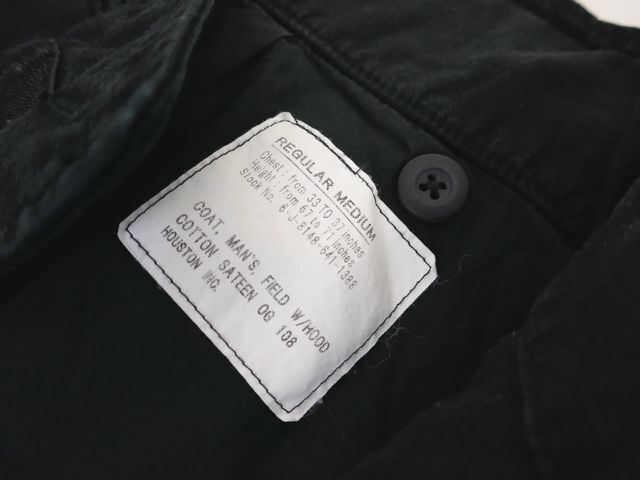 REGULAR MEDIUM
Chest: from 33 TO 37 inches
Height: from 67 to 71 inches
Stock No. 6-J-8148-641-1388
COAT, MAN'S, FIELD W/HOOD
COTTON SATEEN OG 108
HOUSTON INC.